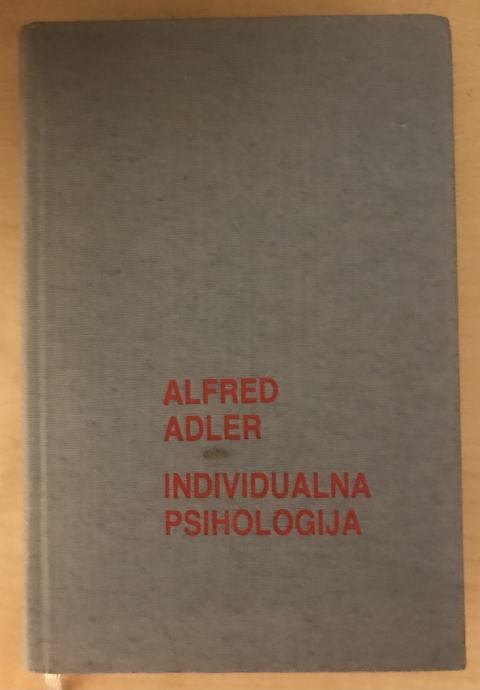 ALFRED
ADLER
INDIVIDUALNA
PSIHOLOGIJA